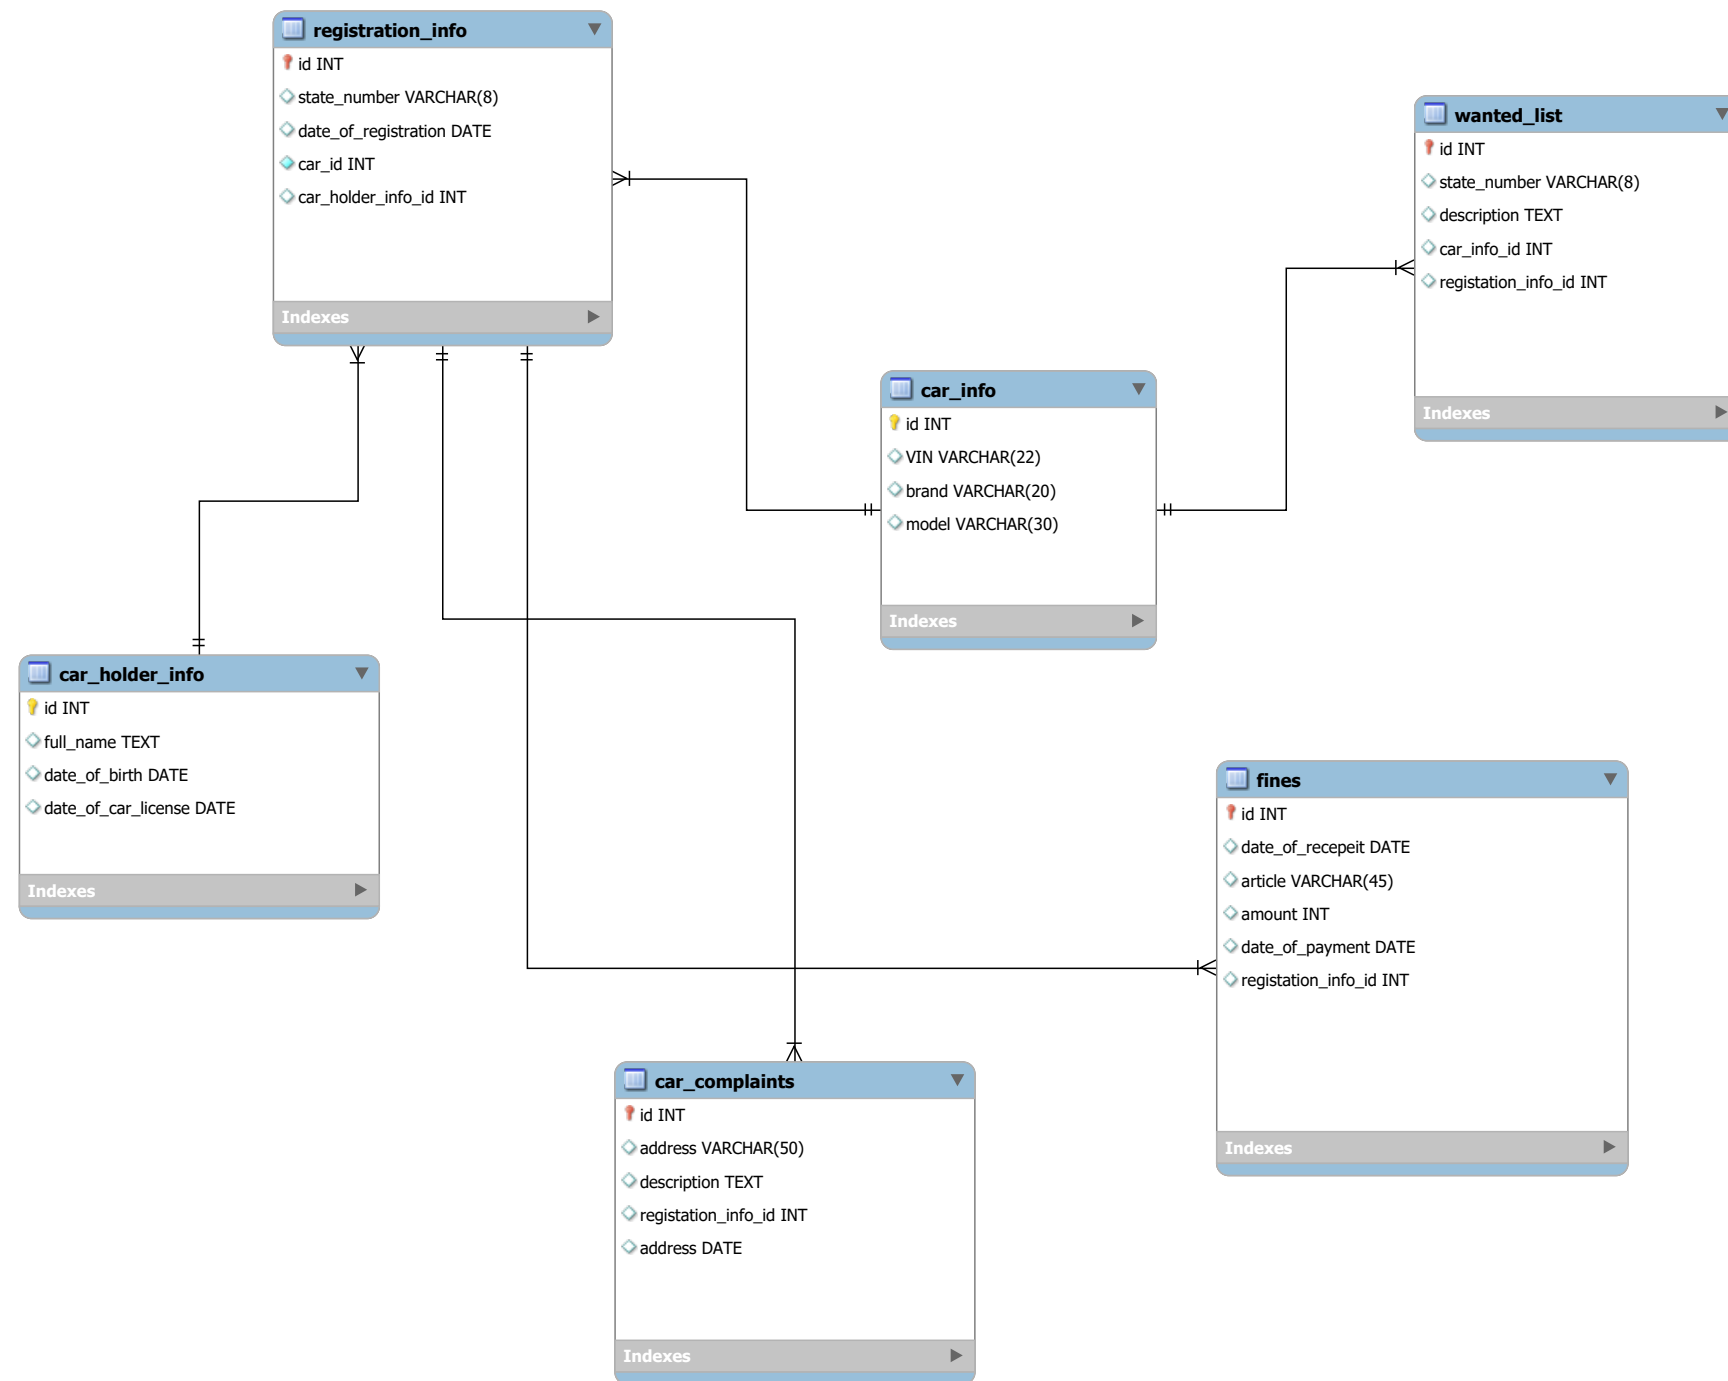 registration_info
id INT
state_number VARCHAR(8)
date_of_registration DATE
car_id INT
car_holder_info_id INT
Indexes
wanted_list
id INT
state_number VARCHAR(8)
description TEXT
car_info_id INT
registation_info_id INT
Indexes
car_info
id INT
VIN VARCHAR(22)
brand VARCHAR(20)
model VARCHAR(30)
Indexes
car_holder_info
id INT
full_name TEXT
date_of_birth DATE
date_of_car_license DATE
Indexes
fines
id INT
date_of_recepeit DATE
article VARCHAR(45)
amount INT
date_of_payment DATE
registation_info_id INT
Indexes
car_complaints
id INT
address VARCHAR(50)
description TEXT
registation_info_id INT
address DATE
Indexes